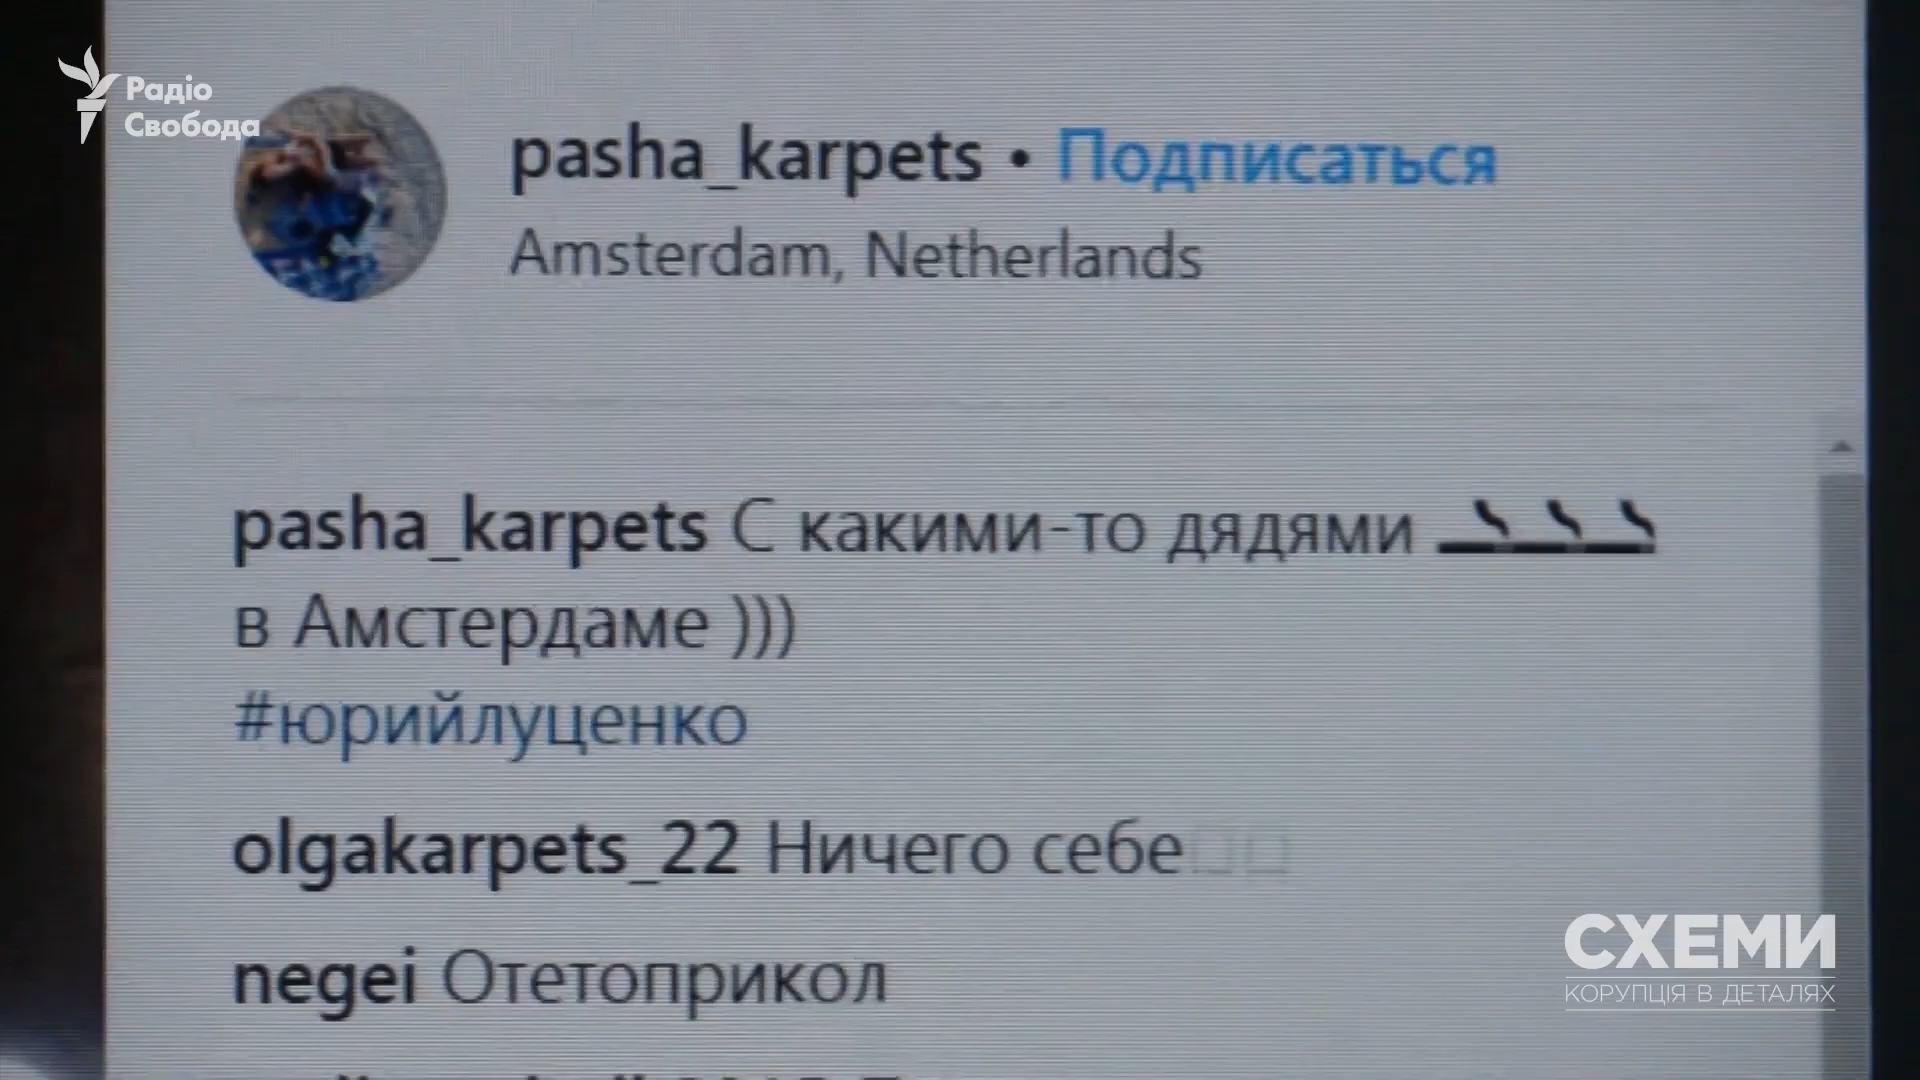 Радіо
Свобода
pasha_karpets • Подписаться
Amsterdam, Netherlands
pasha_karpets С какими-то дядями 🚬🚬🚬
в Амстердаме )))
#юрийлуценко
olgakarpets_22 Ничего себе
negei Отетоприкол
СХЕМИ
КОРУПЦІЯ В ДЕТАЛЯХ